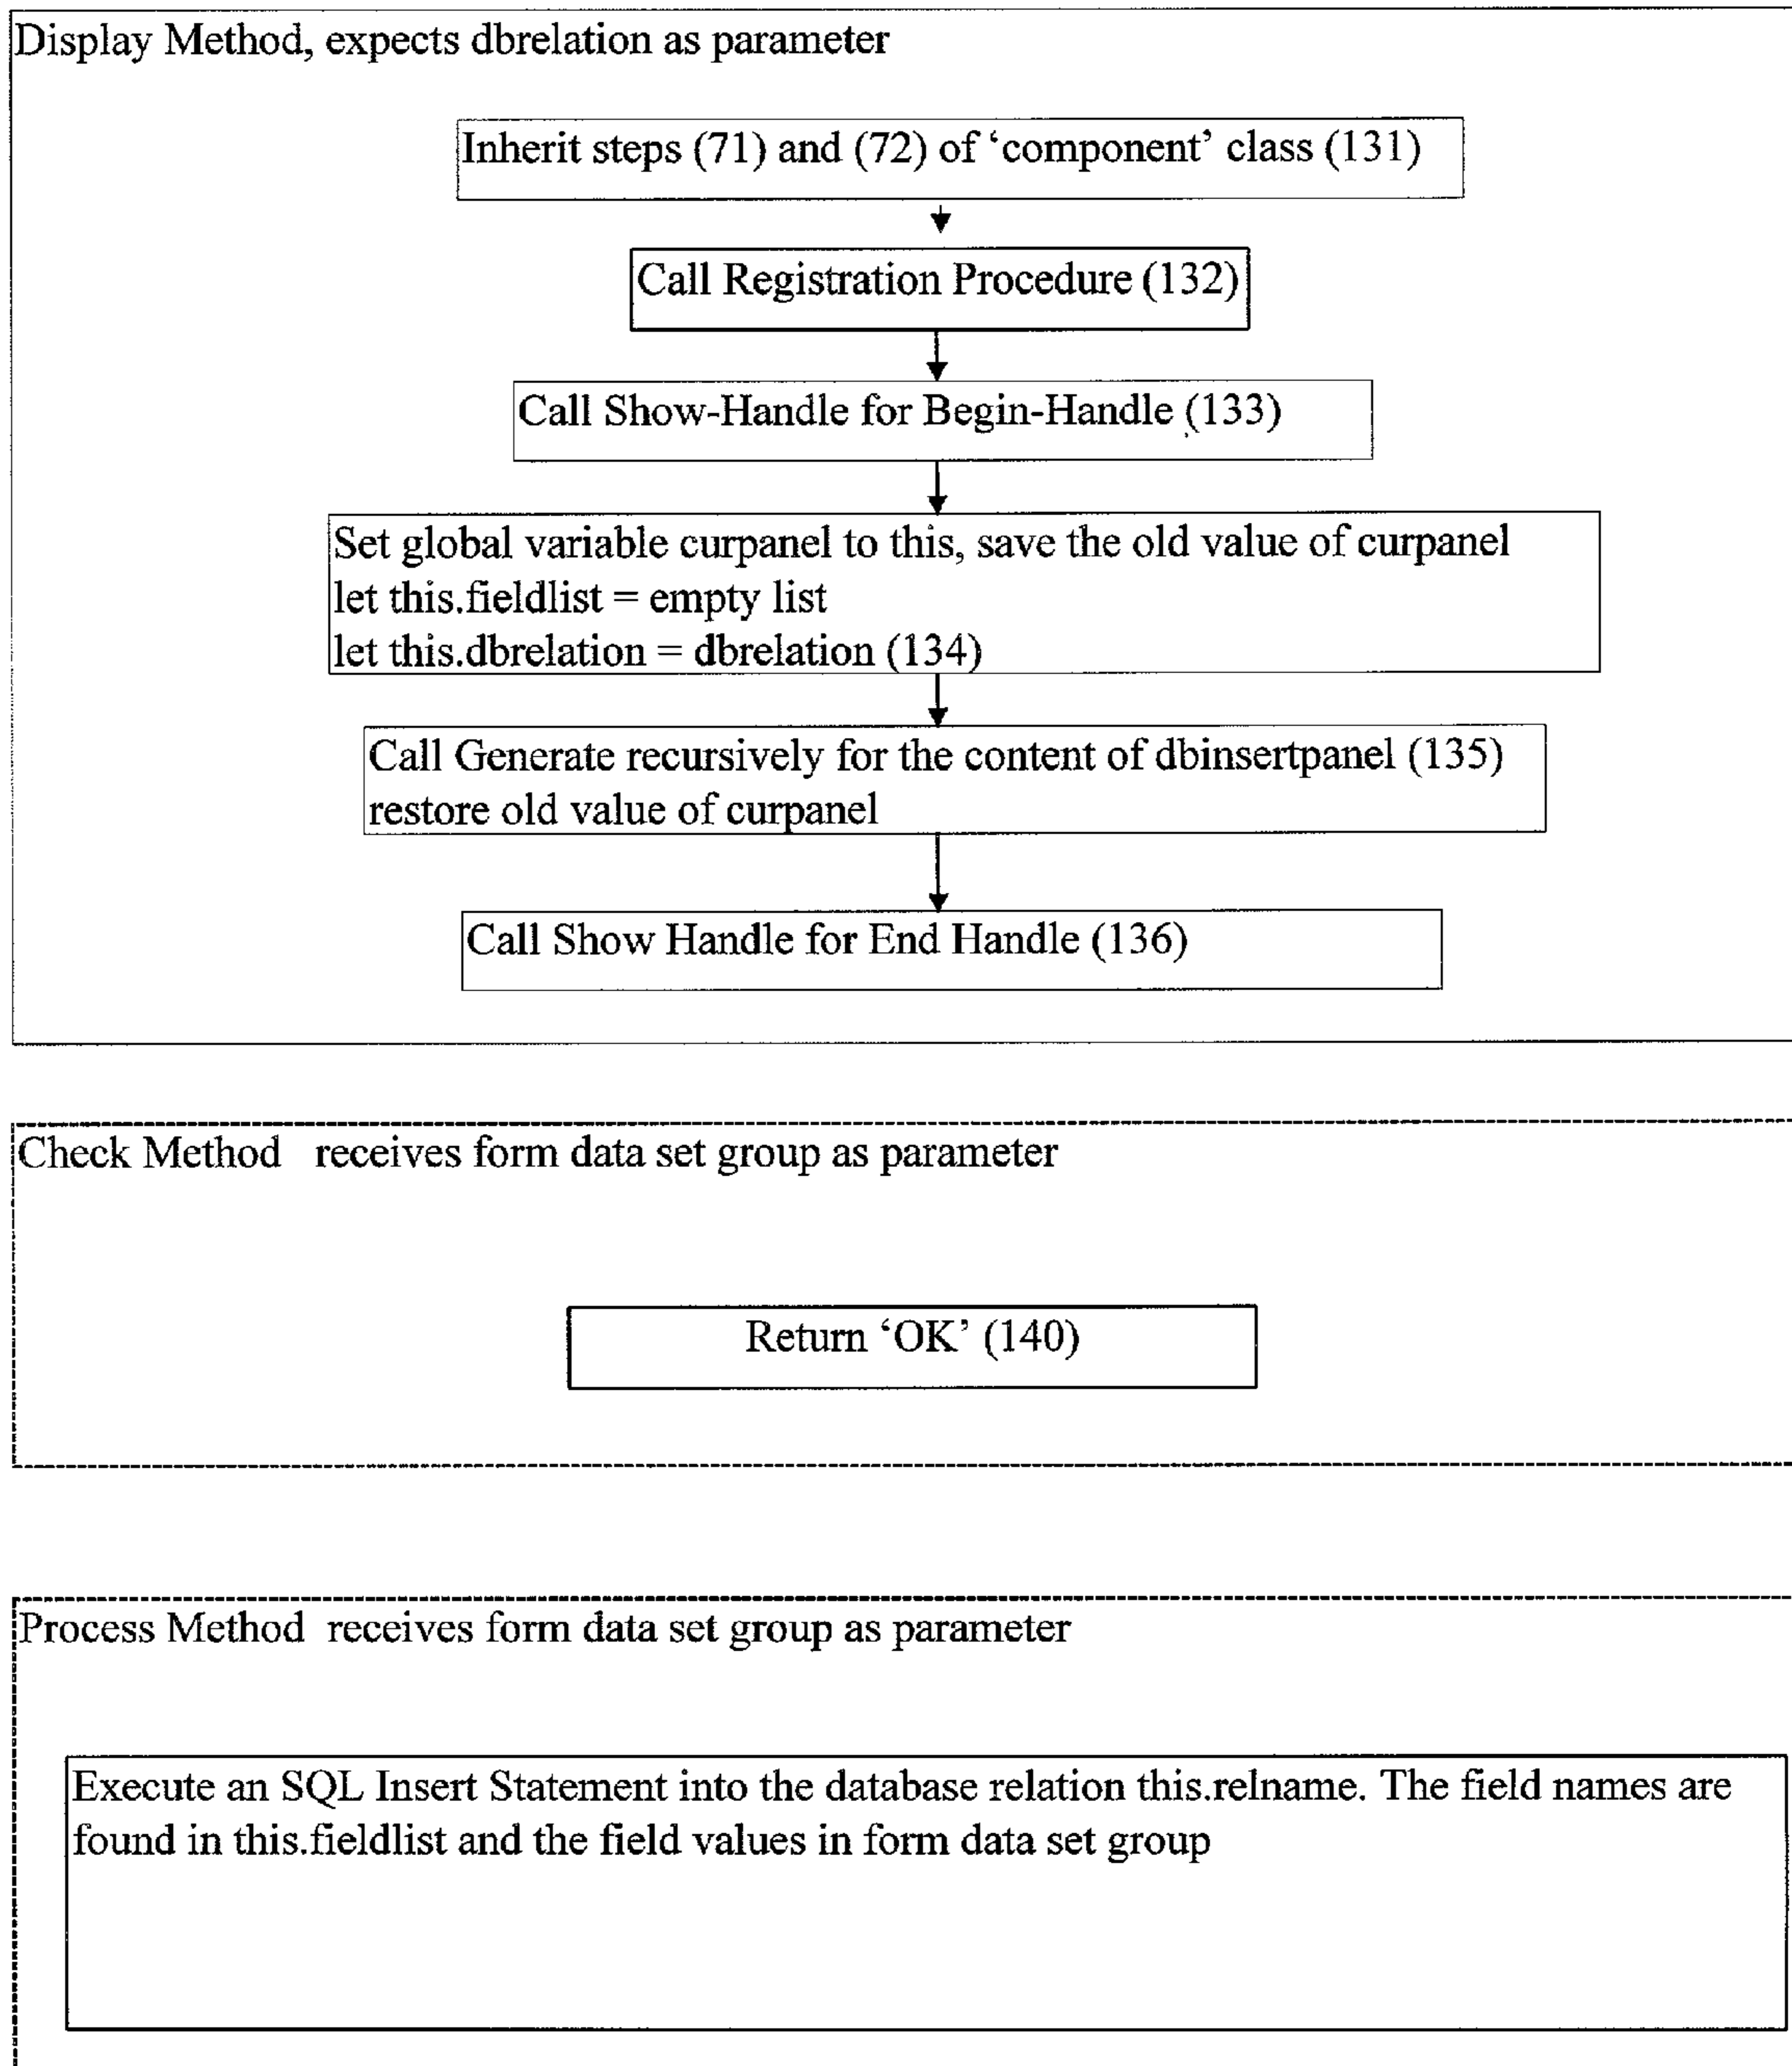 Display Method, expects dbrelation as parameter
Inherit steps (71) and (72) of ‘component’ class (131)
Call Registration Procedure (132)
Call Show-Handle for Begin-Handle (133)
Set global variable curpanel to this, save the old value of curpanel
let this.fieldlist = empty list
let this.dbrelation = dbrelation (134)
Call Generate recursively for the content of dbinsertpanel (135)
restore old value of curpanel
Call Show Handle for End Handle (136)
Check Method receives form data set group as parameter
Return ‘OK’ (140)
Process Method receives form data set group as parameter
Execute an SQL Insert Statement into the database relation this.relname. The field names are
found in this.fieldlist and the field values in form data set group